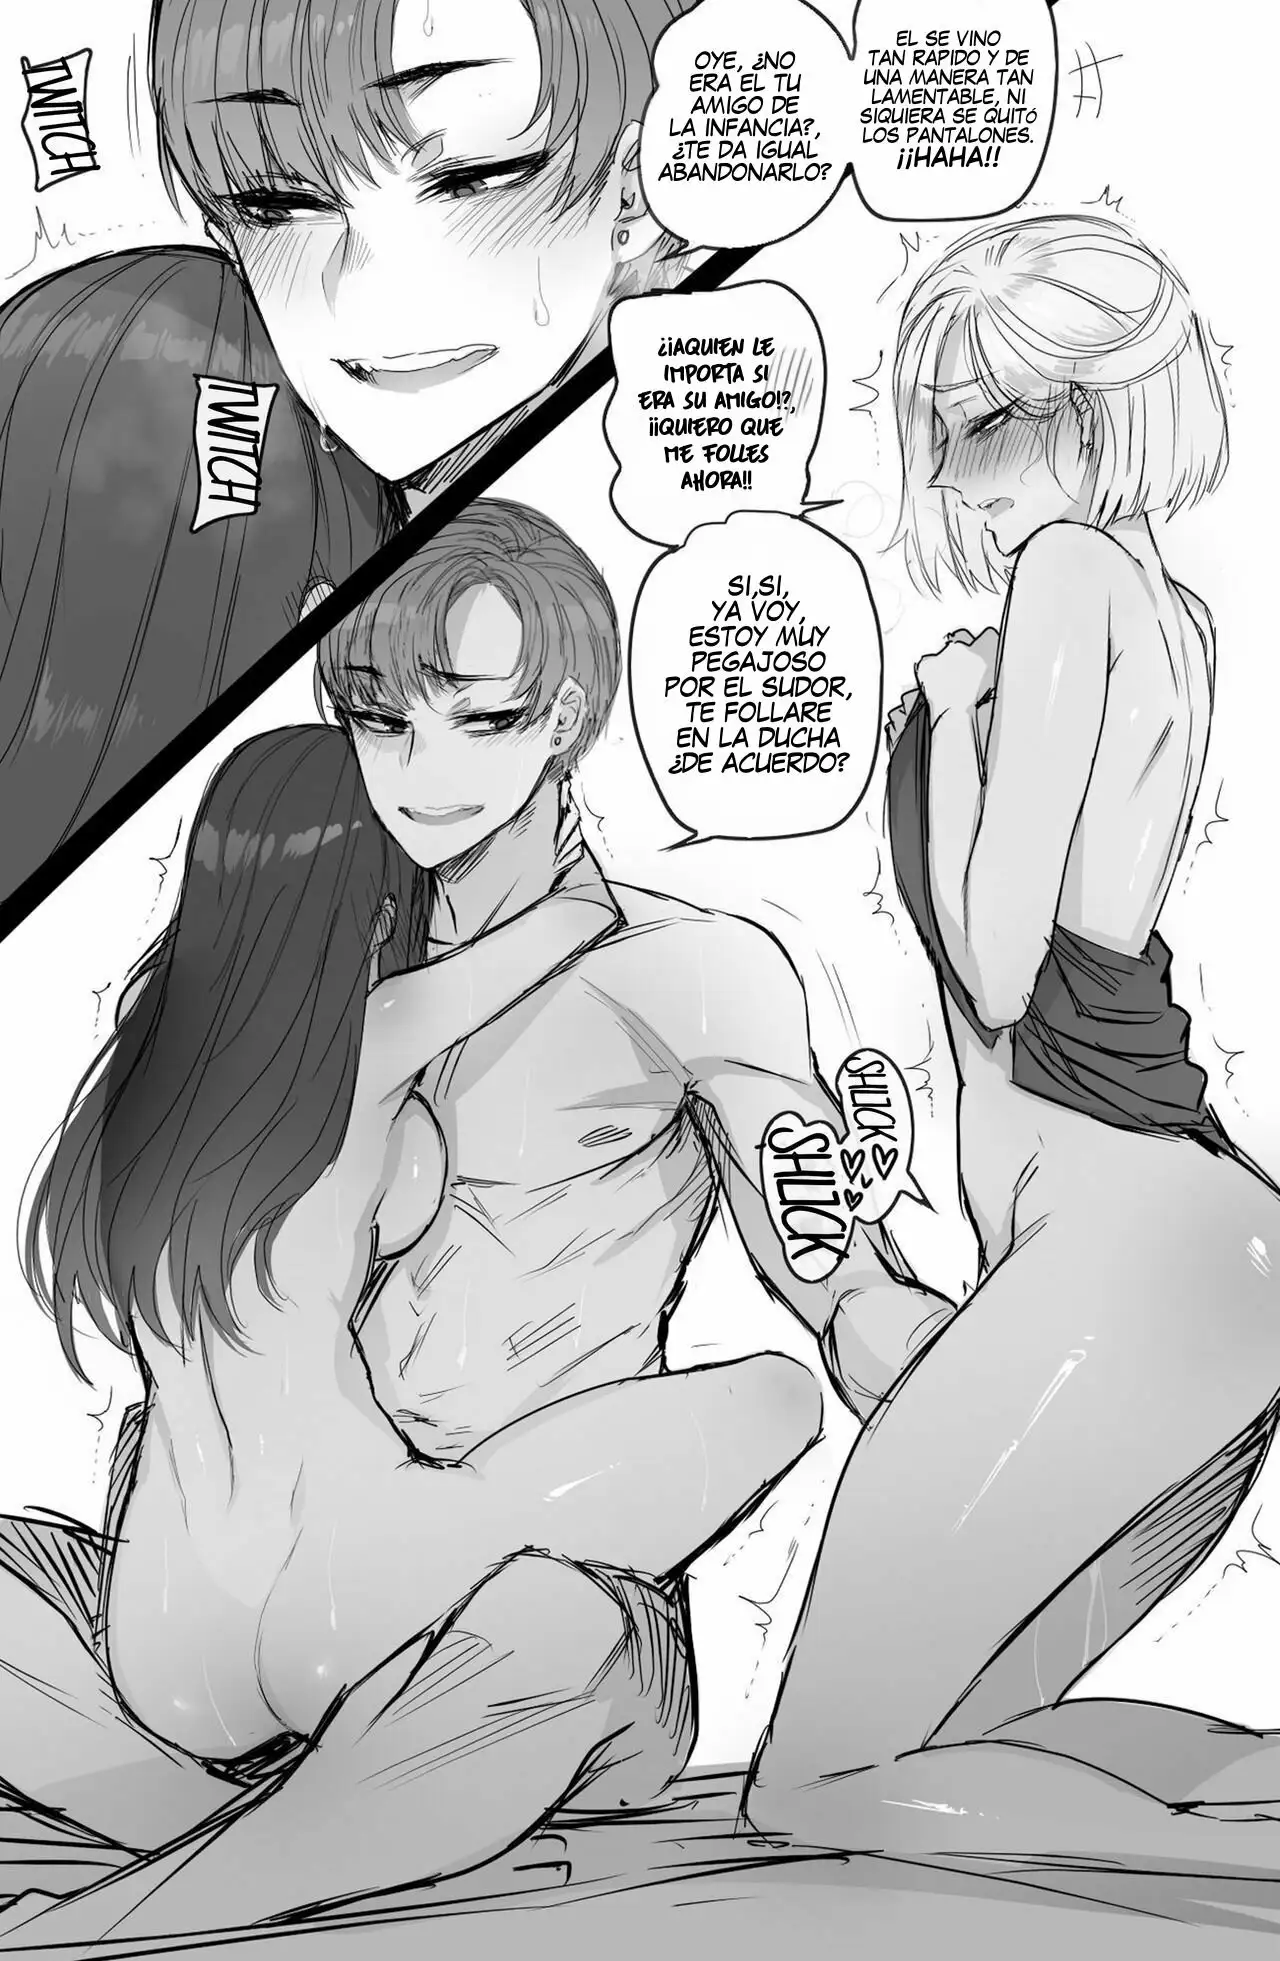 EL SE VINO
TAN RAPIDO Y DE
UNA MANERA TAN
LAMENTABLE, NI
SIQUIERA SE QUITÓ
LOS PANTALONES.
¡¡HAHA!!
OYE, ¿NO
ERA EL TU
AMIGO DE
LA INFANCIA?,
¿TE DA IGUAL
ABANDONARLO?
TWITCH
TWITCH
¿¡AQUIEN LE
IMPORTA SI
ERA SU AMIGO!?,
¡¡QUIERO QUE
ME FOLLES
AHORA!!
SI,SI,
YA VOY,
ESTOY MUY
PEGAJOSO
POR EL SUDOR,
TE FOLLARE
EN LA DUCHA
¿DE ACUERDO?
SHLICK
SHLICK